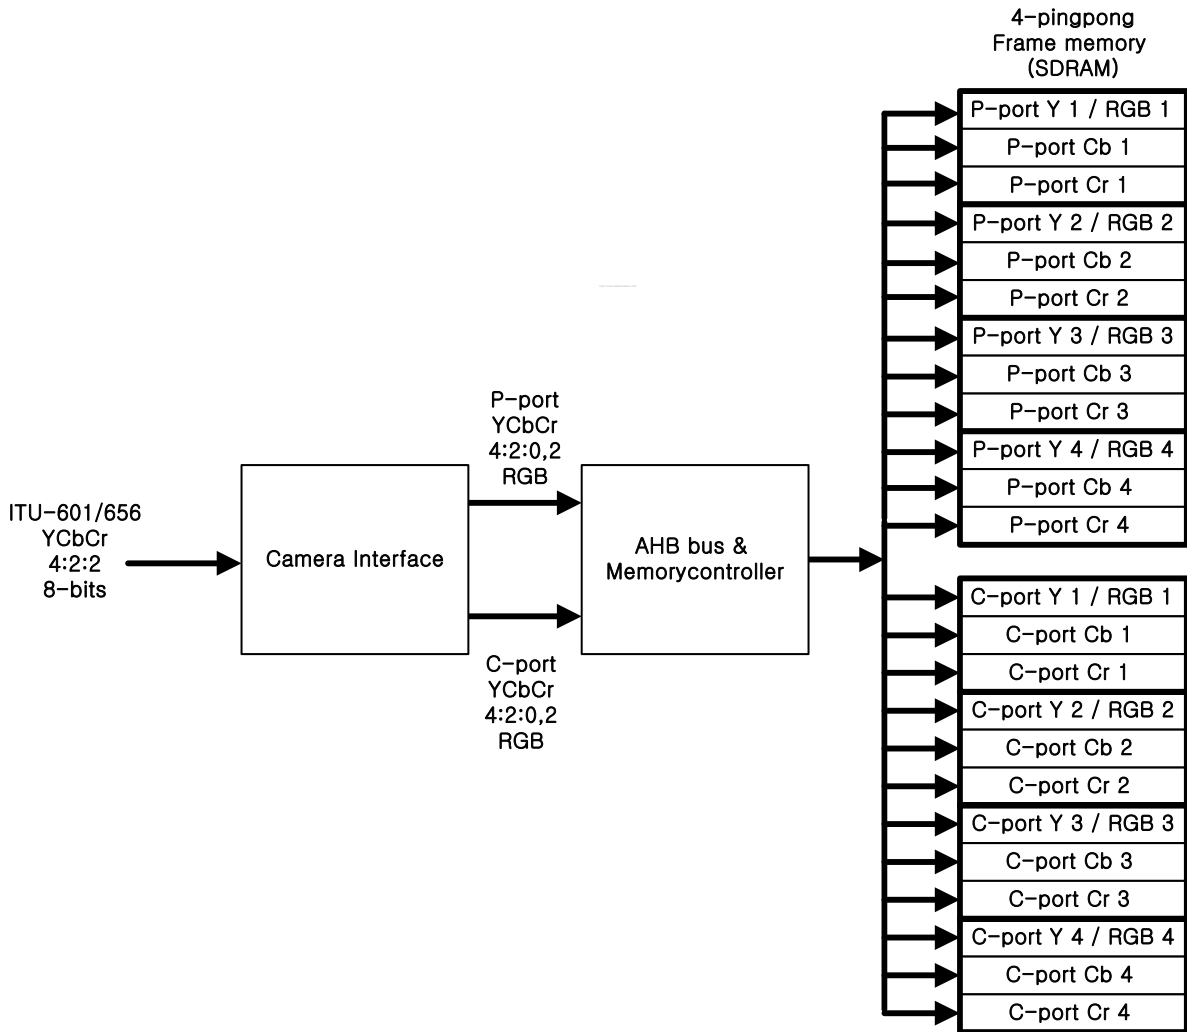 4-pingpong
Frame memory
(SDRAM)
P-port Y 1 / RGB 1
P-port Cb 1
P-port Cr 1
P-port Y 2 / RGB 2
P-port Cb 2
P-port Cr 2
P-port Y 3 / RGB 3
P-port Cb 3
P-port Cr 3
P-port Y 4 / RGB 4
P-port Cb 4
P-port Cr 4
ITU-601/656
YCbCr
4:2:2
8-bits
Camera Interface
P-port
YCbCr
4:2:0,2
RGB
C-port
YCbCr
4:2:0,2
RGB
AHB bus &
Memorycontroller
C-port Y 1 / RGB 1
C-port Cb 1
C-port Cr 1
C-port Y 2 / RGB 2
C-port Cb 2
C-port Cr 2
C-port Y 3 / RGB 3
C-port Cb 3
C-port Cr 3
C-port Y 4 / RGB 4
C-port Cb 4
C-port Cr 4